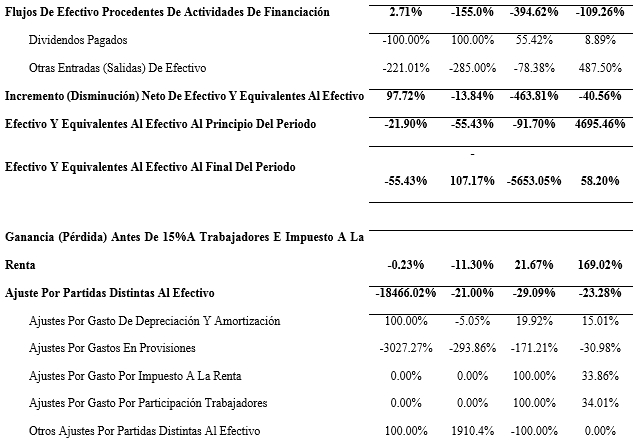 Flujos De Efectivo Procedentes De Actividades De Financiación 2.71% -155.0% -394.62% -109.26%
Dividendos Pagados -100.00% 100.00% 55.42% 8.89%
Otras Entradas (Salidas) De Efectivo -221.01% -285.00% -78.38% 487.50%
Incremento (Disminución) Neto De Efectivo Y Equivalentes Al Efectivo 97.72% -13.84% -463.81% -40.56%
Efectivo Y Equivalentes Al Efectivo Al Principio Del Periodo -21.90% -55.43% -91.70% 4695.46%
-
Efectivo Y Equivalentes Al Efectivo Al Final Del Periodo
-55.43% 107.17% -5653.05% 58.20%
Ganancia (Pérdida) Antes De 15%A Trabajadores E Impuesto A La
Renta -0.23% -11.30% 21.67% 169.02%
Ajuste Por Partidas Distintas Al Efectivo -18466.02% -21.00% -29.09% -23.28%
Ajustes Por Gasto De Depreciación Y Amortización 100.00% -5.05% 19.92% 15.01%
Ajustes Por Gastos En Provisiones -3027.27% -293.86% -171.21% -30.98%
Ajustes Por Gasto Por Impuesto A La Renta 0.00% 0.00% 100.00% 33.86%
Ajustes Por Gasto Por Participación Trabajadores 0.00% 0.00% 100.00% 34.01%
Otros Ajustes Por Partidas Distintas Al Efectivo 100.00% 1910.4% -100.00% 0.00%